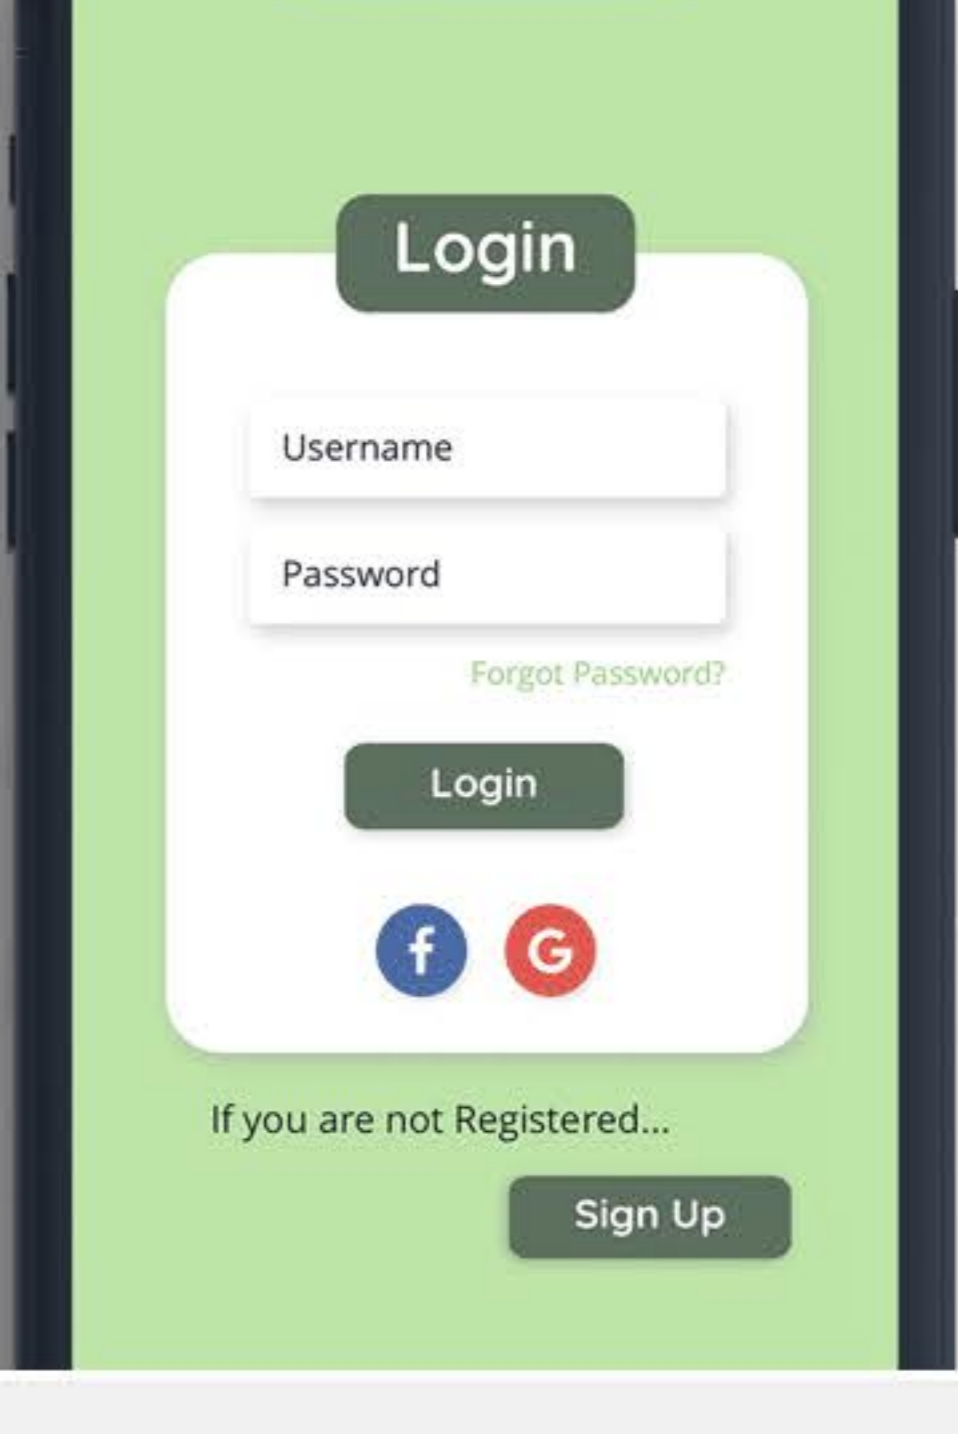 Login
Username
Password
Forgot Password?
Login
f G
If you are not Registered...
Sign Up